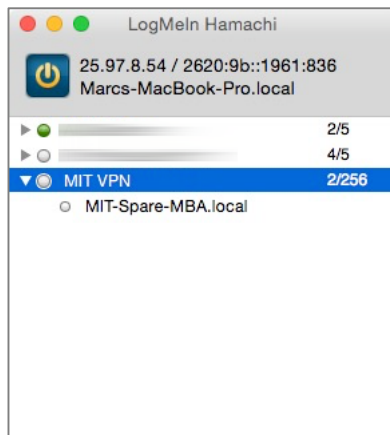 LogMeIn Hamachi
25.97.8.54 / 2620:9b::1961:836
Marcs-MacBook-Pro.local
2/5
4/5
MIT VPN 2/256
MIT-Spare-MBA.local